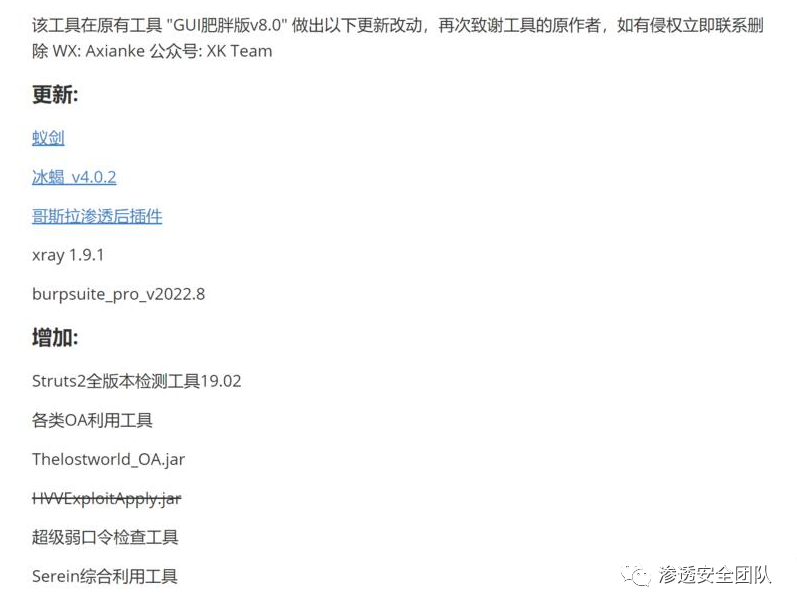 该工具在原有工具 "GUI肥胖版v8.0" 做出以下更新改动，再次致谢工具的原作者，如有侵权立即联系删
除 WX: Axianke 公众号: XK Team
更新:
蚁剑
冰蝎_v4.0.2
哥斯拉渗透后插件
xray 1.9.1
burpsuite_pro_v2022.8
增加:
Struts2全版本检测工具19.02
各类OA利用工具
Thelostworld_OA.jar
HVVExploitApply.jar
超级弱口令检查工具
Serein综合利用工具
渗透安全团队